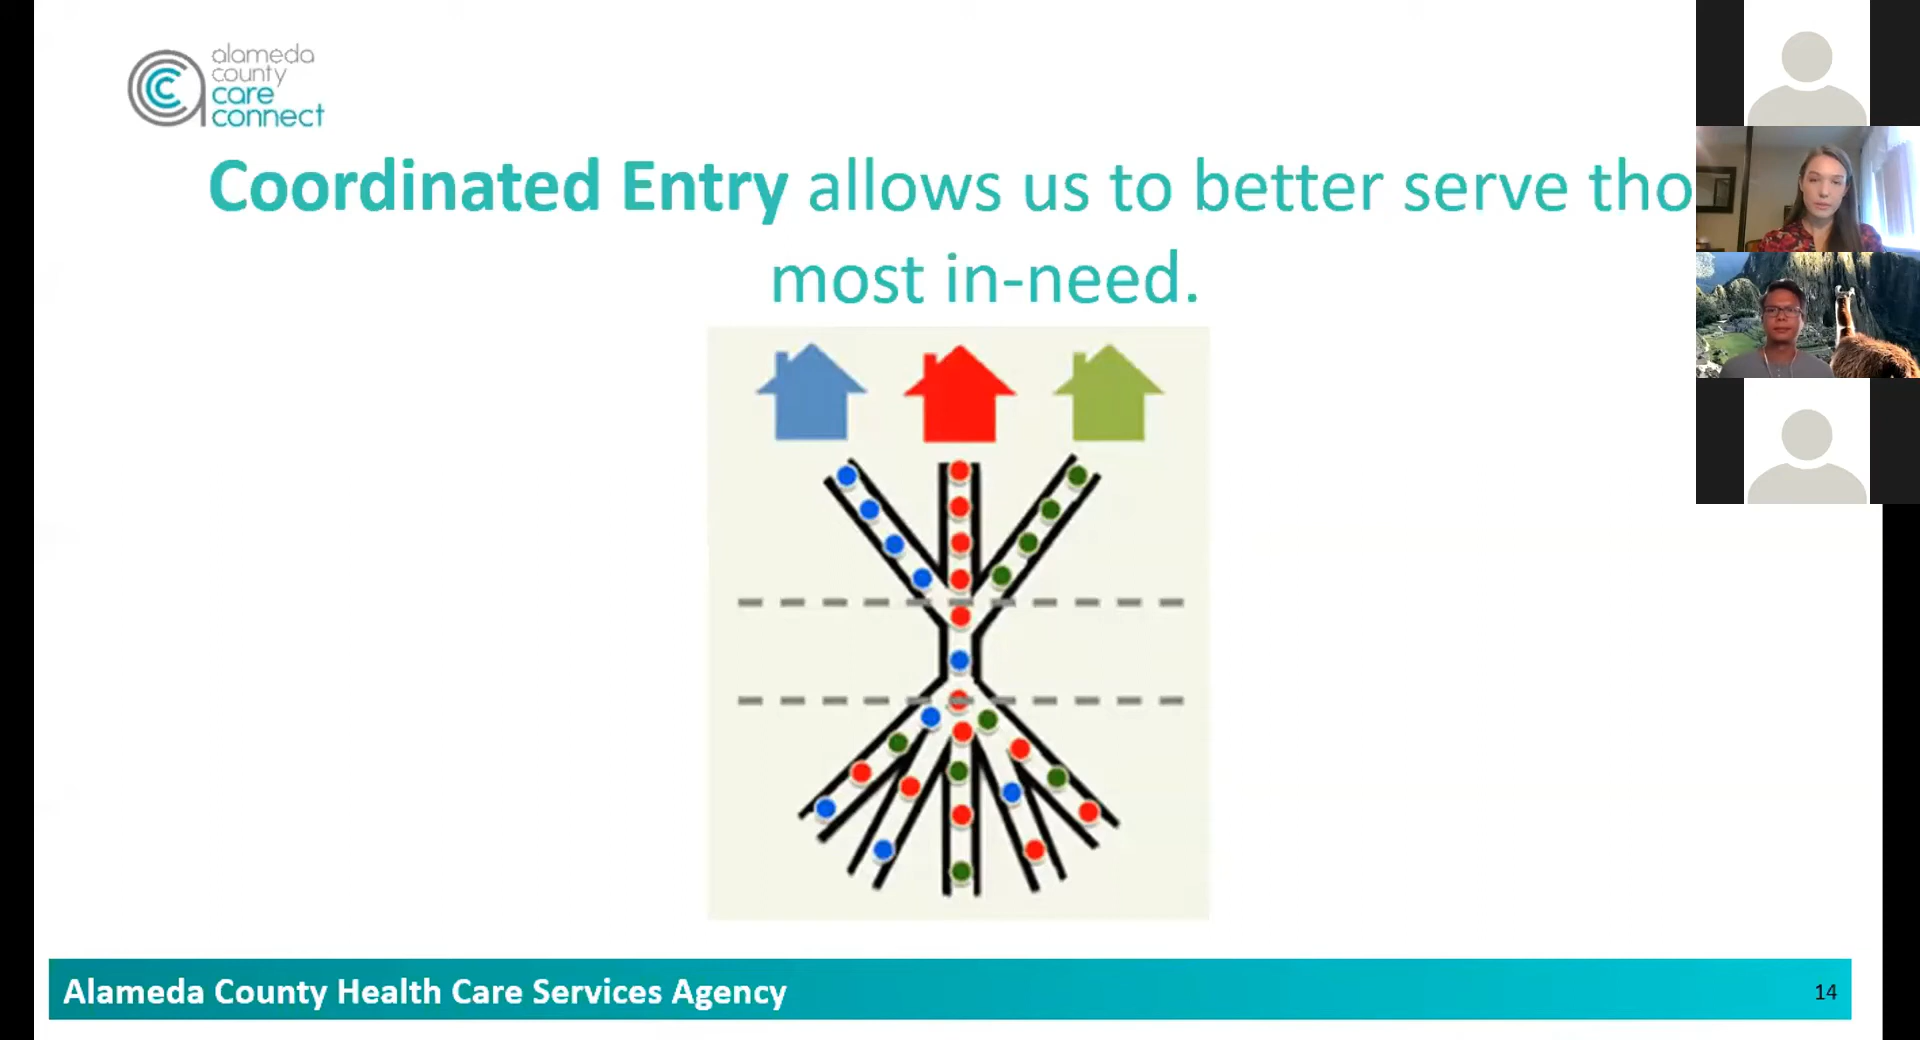 alameda
county
care
connect
Coordinated Entry allows us to better serve tho
most in-need.
Alameda County Health Care Services Agency
14